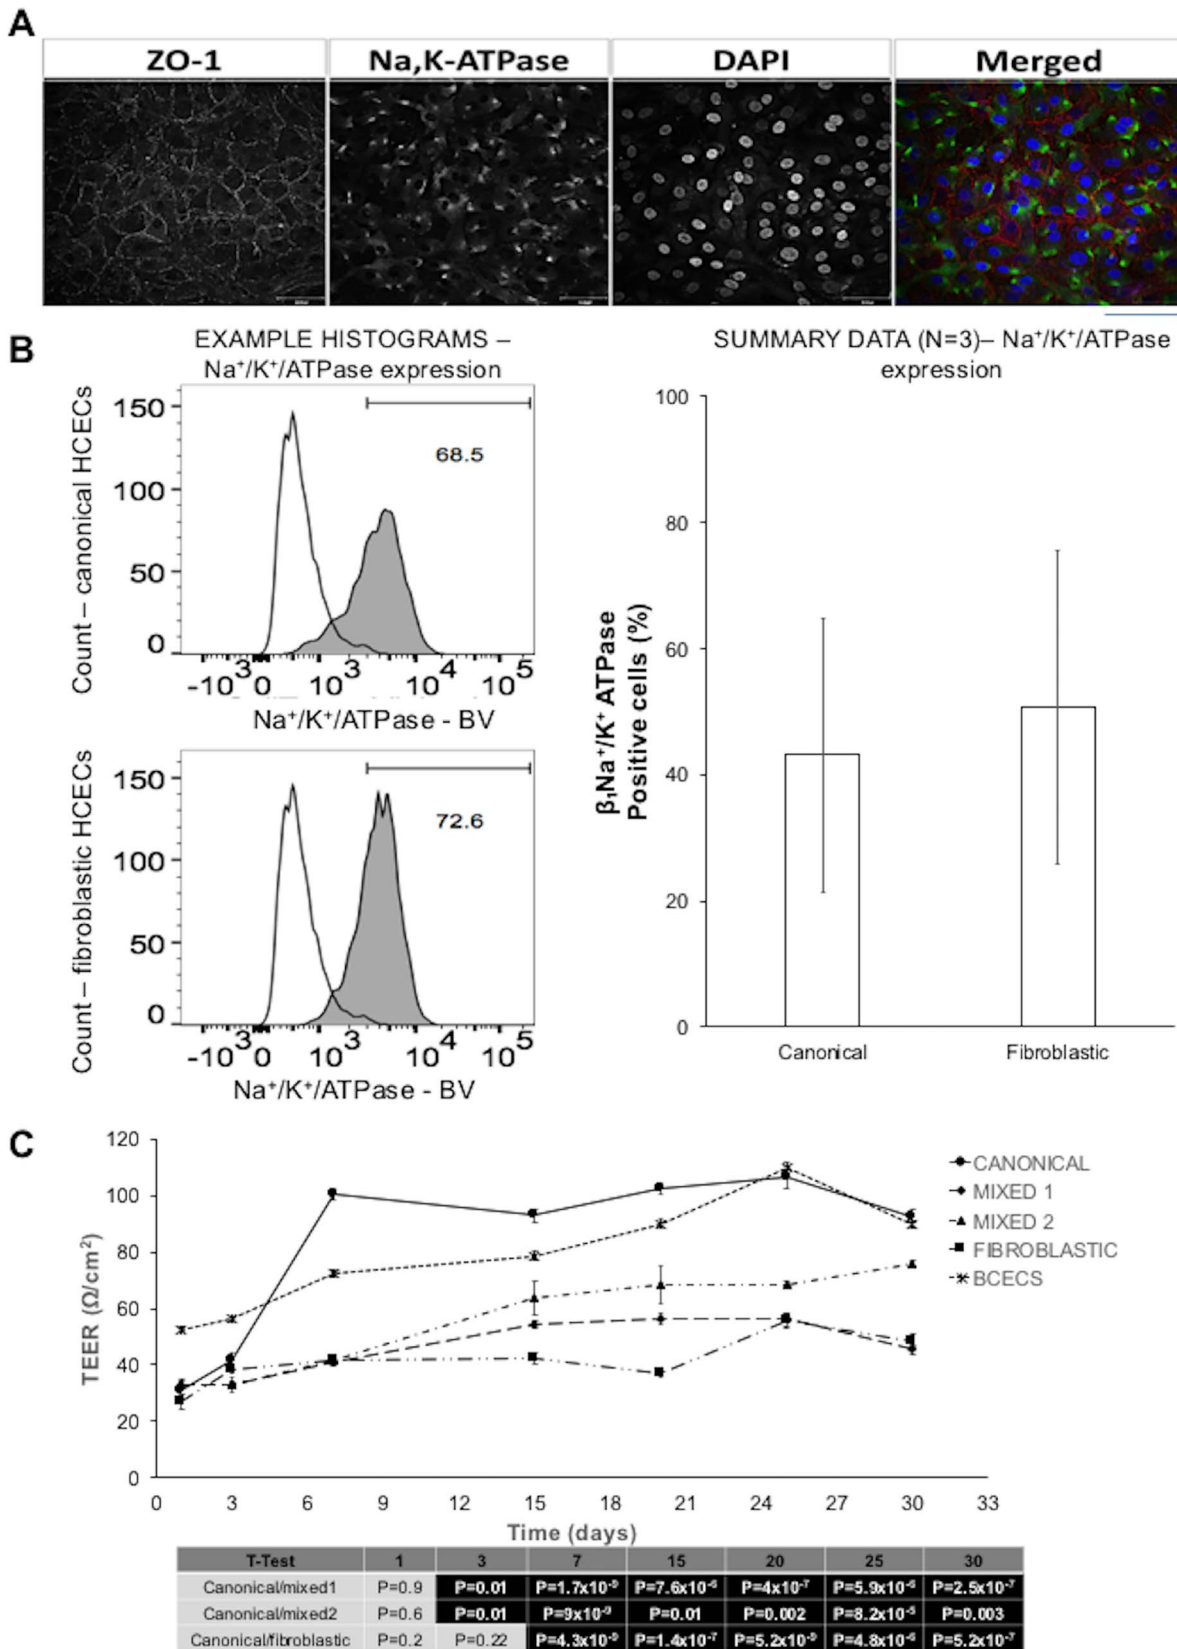 A
ZO-1 Na,K-ATPase DAPI Merged
B
EXAMPLE HISTOGRAMS –
Na⁺/K⁺/ATPase expression
SUMMARY DATA (N=3)– Na⁺/K⁺/ATPase
expression
Count – canonical HCECs
150
100
50
0
68.5
-10³ 0 10³ 10⁴ 10⁵
Na⁺/K⁺/ATPase - BV
Count – fibroblastic HCECs
150
100
50
0
72.6
-10³ 0 10³ 10⁴ 10⁵
Na⁺/K⁺/ATPase - BV
β₁Na⁺/K⁺ ATPase
Positive cells (%)
100
80
60
40
20
0
Canonical Fibroblastic
C
TEER (Ω/cm²)
120
100
80
60
40
20
0
0 3 6 9 12 15 18 21 24 27 30 33
Time (days)
CANONICAL
MIXED 1
MIXED 2
FIBROBLASTIC
BCECS
T-Test 1 3 7 15 20 25 30
Canonical/mixed1 P=0.9 P=0.01 P=1.7x10⁻⁹ P=7.6x10⁻⁶ P=4x10⁻⁷ P=5.9x10⁻⁶ P=2.5x10⁻⁷
Canonical/mixed2 P=0.6 P=0.01 P=9x10⁻⁹ P=0.01 P=0.002 P=8.2x10⁻⁵ P=0.003
Canonical/fibroblastic P=0.2 P=0.22 P=4.3x10⁻⁹ P=1.4x10⁻⁷ P=5.2x10⁻⁹ P=4.8x10⁻⁶ P=5.2x10⁻⁷